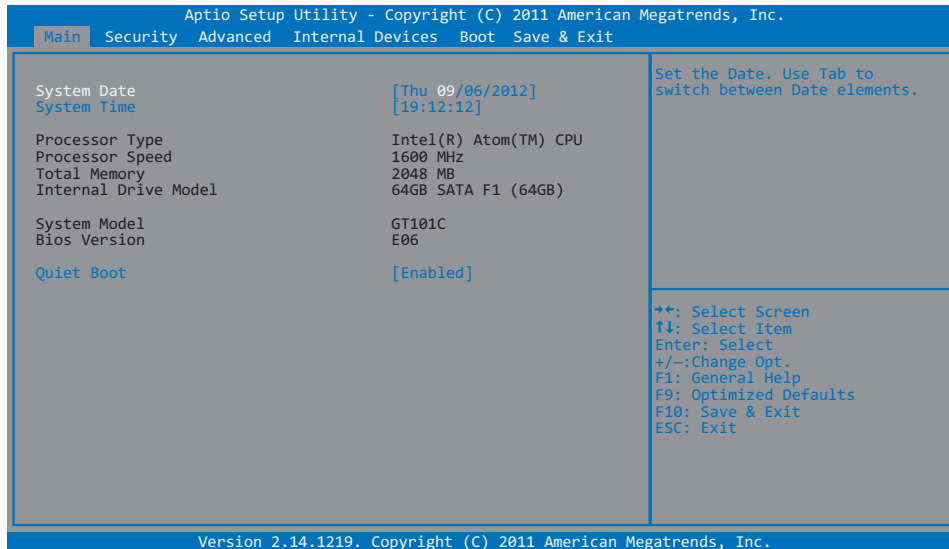 Aptio Setup Utility - Copyright (C) 2011 American Megatrends, Inc.
Main Security Advanced Internal Devices Boot Save & Exit
System Date [Thu 09/06/2012]
System Time [19:12:12]
Processor Type Intel(R) Atom(TM) CPU
Processor Speed 1600 MHz
Total Memory 2048 MB
Internal Drive Model 64GB SATA F1 (64GB)
System Model GT101C
Bios Version E06
Quiet Boot [Enabled]
Set the Date. Use Tab to
switch between Date elements.
→←: Select Screen
↑↓: Select Item
Enter: Select
+/—:Change Opt.
F1: General Help
F9: Optimized Defaults
F10: Save & Exit
ESC: Exit
Version 2.14.1219. Copyright (C) 2011 American Megatrends, Inc.